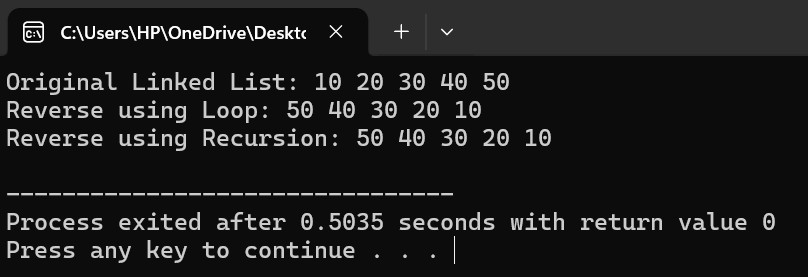 C:\Users\HP\OneDrive\Deskto
Original Linked List: 10 20 30 40 50
Reverse using Loop: 50 40 30 20 10
Reverse using Recursion: 50 40 30 20 10
--------------------------------
Process exited after 0.5035 seconds with return value 0
Press any key to continue . . .